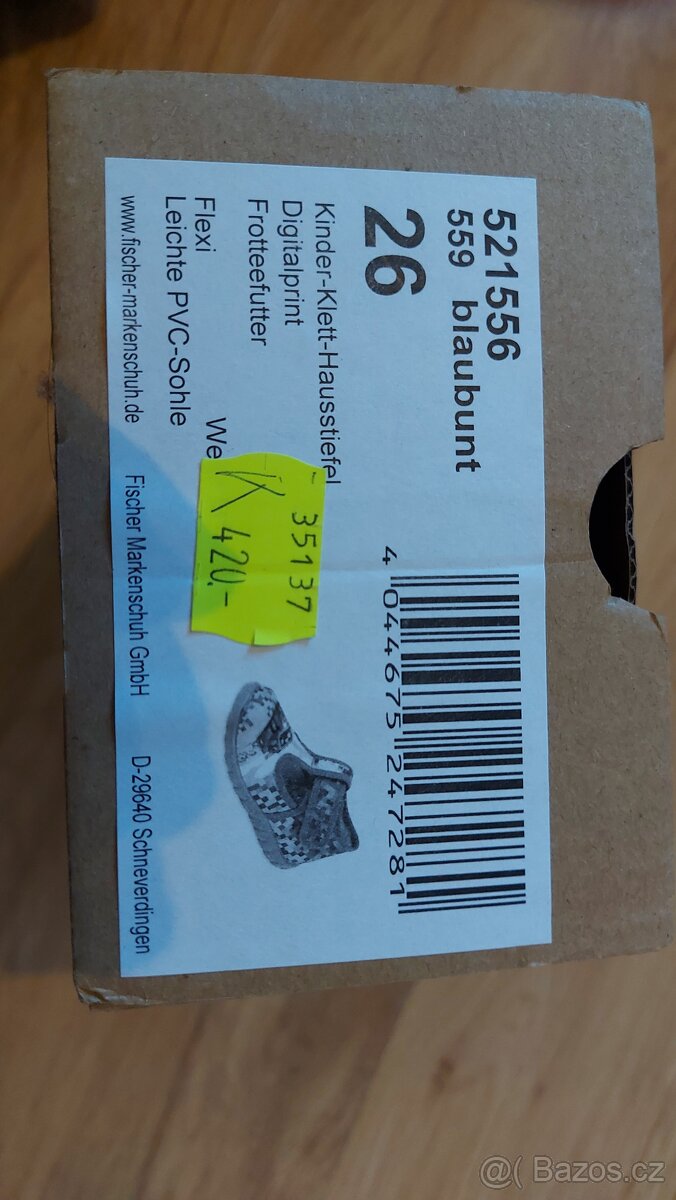 521556
559 blaubunt
26
Kinder-Klett-Hausstiefel
Digitalprint
Frotteefutter
Flexi
Leichte PVC-Sohle
www.fischer-markenschuh.de Fischer Markenschuh GmbH D-29640 Schneverdingen
35137
420.-
4 044675 247281
@( Bazos.cz